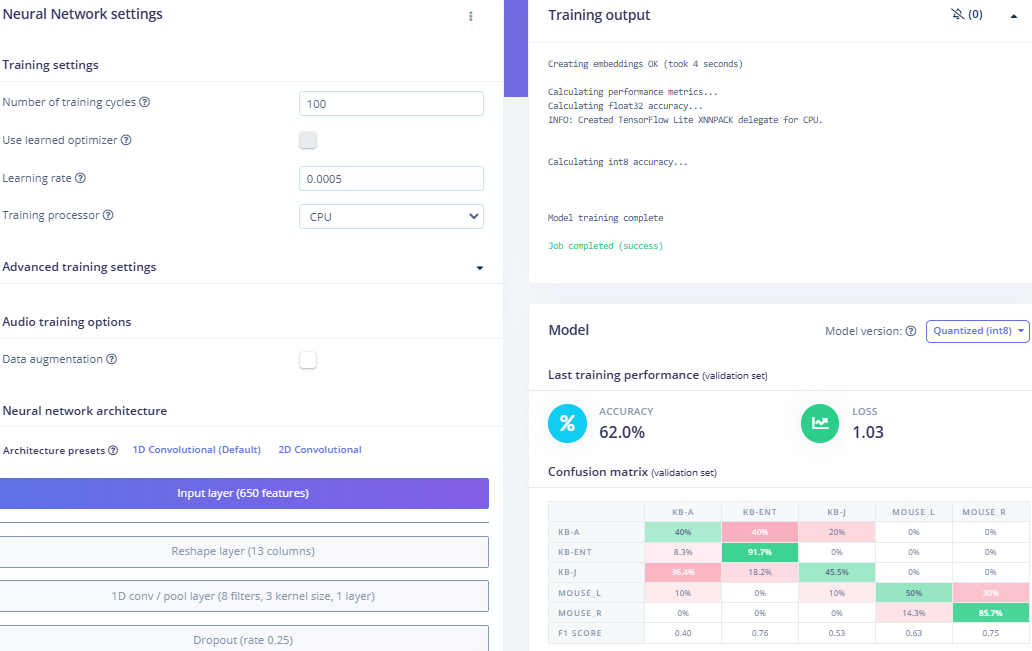 Neural Network settings
Training settings
Number of training cycles
100
Use learned optimizer
Learning rate
0.0005
Training processor
CPU
Advanced training settings
Audio training options
Data augmentation
Neural network architecture
Architecture presets 1D Convolutional (Default) 2D Convolutional
Input layer (650 features)
Reshape layer (13 columns)
1D conv / pool layer (8 filters, 3 kernel size, 1 layer)
Dropout (rate 0.25)
Training output
(0)
Creating embeddings OK (took 4 seconds)
Calculating performance metrics...
Calculating float32 accuracy...
INFO: Created TensorFlow Lite XNNPACK delegate for CPU.
Calculating int8 accuracy...
Model training complete
Job completed (success)
Model
Model version: Quantized (int8)
Last training performance (validation set)
% ACCURACY
62.0%
LOSS
1.03
Confusion matrix (validation set)
KB-A KB-ENT KB-J MOUSE_L MOUSE_R
KB-A 40% 40% 20% 0% 0%
KB-ENT 8.3% 91.7% 0% 0% 0%
KB-J 36.4% 18.2% 45.5% 0% 0%
MOUSE_L 10% 0% 10% 50% 30%
MOUSE_R 0% 0% 0% 14.3% 85.7%
F1 SCORE 0.40 0.76 0.53 0.63 0.75